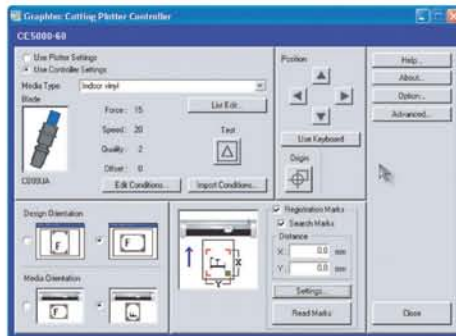 Graphtec Cutting Plotter Controller
CE5000-60
Use Plotter Settings
Use Controller Settings
Media Type
Indoor vinyl
Blade
Force : 15
Speed : 20
Quality : 2
Offset : 0
List Edit...
Test
CB09UA
Edit Conditions...
Import Conditions...
Position
Use Keyboard
Origin
Help...
About...
Option...
Advanced...
Design Orientation
F
F
Media Orientation
F
F
X
Y
Registration Marks
Search Marks
Distance
X : 0.0 mm
Y : 0.0 mm
Settings...
Read Marks
Close